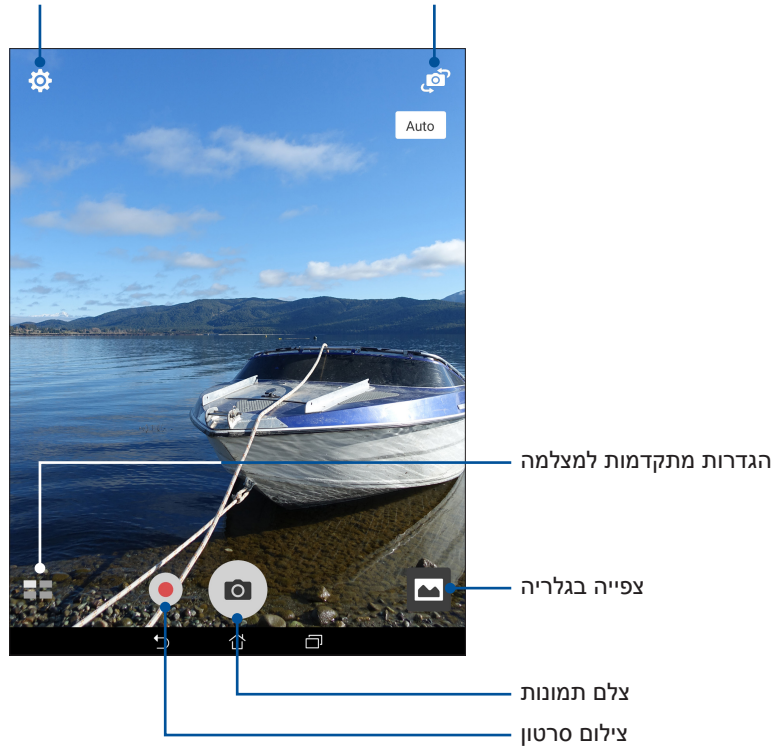 Auto
הגדרות מתקדמות למצלמה
צפייה בגלריה
צלם תמונות
צילום סרטון